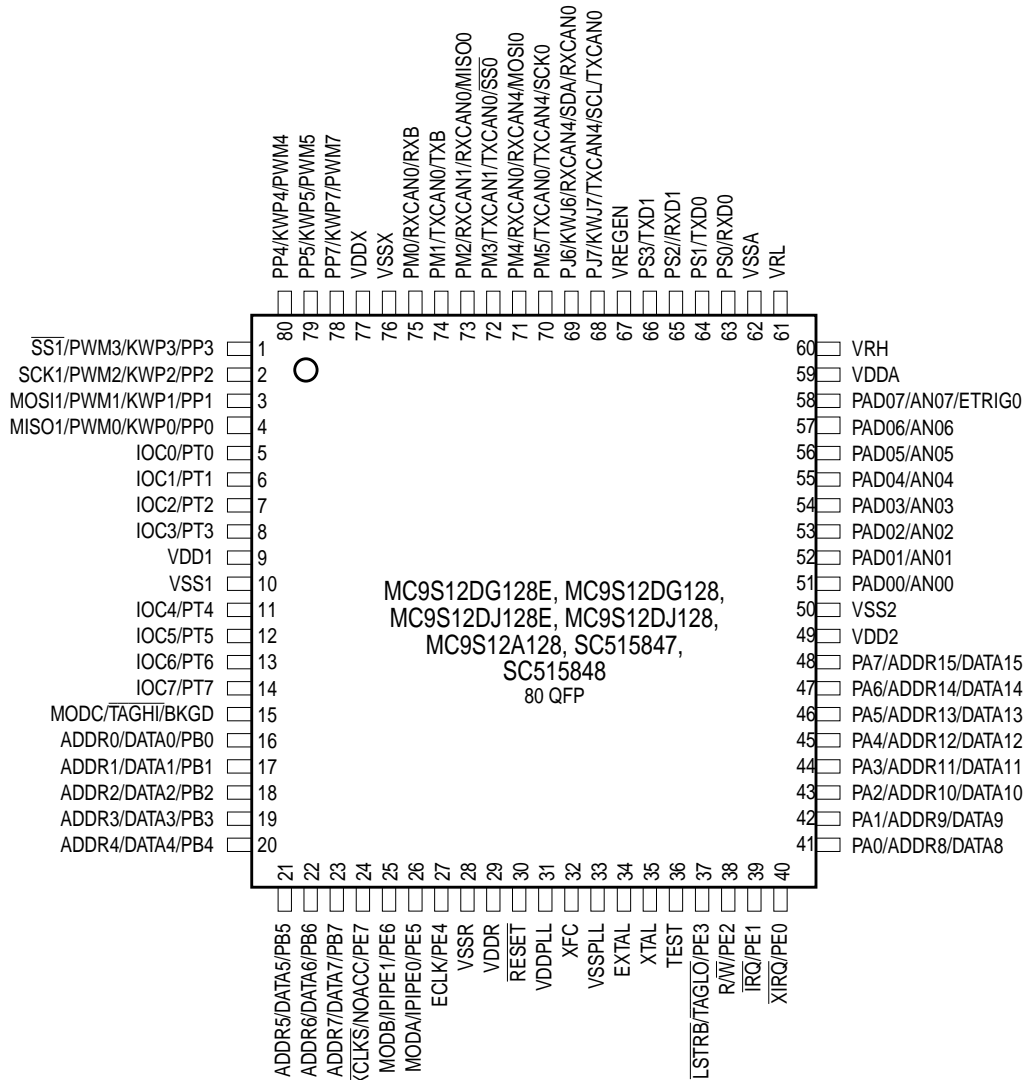 PP4/KWP4/PWM4
PP5/KWP5/PWM5
PP7/KWP7/PWM7
VDDX
VSSX
PM0/RXCAN0/RXB
PM1/TXCAN0/TXB
PM2/RXCAN1/RXCAN0/MISO0
PM3/TXCAN1/TXCAN0/SS0
PM4/RXCAN0/RXCAN4/MOSI0
PM5/TXCAN0/TXCAN4/SCK0
PJ6/KWJ6/RXCAN4/SDA/RXCAN0
PJ7/KWJ7/TXCAN4/SCL/TXCAN0
VREGEN
PS3/TXD1
PS2//RXD1
PS1/TXD0
PS0/RXD0
VSSA
VRL
80
79
78
77
76
75
74
73
72
71
70
69
68
67
66
65
64
63
62
61
SS1/PWM3/KWP3/PP3 1
SCK1/PWM2/KWP2/PP2 2
MOSI1/PWM1/KWP1/PP1 3
MISO1/PWM0/KWP0/PP0 4
IOC0/PT0 5
IOC1/PT1 6
IOC2/PT2 7
IOC3/PT3 8
VDD1 9
VSS1 10
IOC4/PT4 11
IOC5/PT5 12
IOC6/PT6 13
IOC7/PT7 14
MODC/TAGHI/BKGD 15
ADDR0/DATA0/PB0 16
ADDR1/DATA1/PB1 17
ADDR2/DATA2/PB2 18
ADDR3/DATA3/PB3 19
ADDR4/DATA4/PB4 20
MC9S12DG128E, MC9S12DG128,
MC9S12DJ128E, MC9S12DJ128,
MC9S12A128, SC515847,
SC515848
80 QFP
60 VRH
59 VDDA
58 PAD07/AN07/ETRIG0
57 PAD06/AN06
56 PAD05/AN05
55 PAD04/AN04
54 PAD03/AN03
53 PAD02/AN02
52 PAD01/AN01
51 PAD00/AN00
50 VSS2
49 VDD2
48 PA7/ADDR15/DATA15
47 PA6/ADDR14/DATA14
46 PA5/ADDR13/DATA13
45 PA4/ADDR12/DATA12
44 PA3/ADDR11/DATA11
43 PA2/ADDR10/DATA10
42 PA1/ADDR9/DATA9
41 PA0/ADDR8/DATA8
21
22
23
24
25
26
27
28
29
30
31
32
33
34
35
36
37
38
39
40
ADDR5/DATA5/PB5
ADDR6/DATA6/PB6
ADDR7/DATA7/PB7
XCLKS/NOACC/PE7
MODB/IPIPE1/PE6
MODA/IPIPE0/PE5
ECLK/PE4
VSSR
VDDR
RESET
VDDPLL
XFC
VSSPLL
EXTAL
XTAL
TEST
LSTRB/TAGLO/PE3
R/W/PE2
IRQ/PE1
XIRQ/PE0